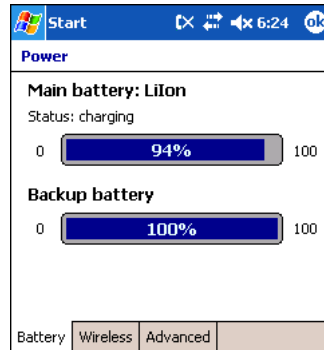 Start 6:24 ok
Power
Main battery: LiIon
Status: charging
0 94% 100
Backup battery
0 100% 100
Battery Wireless Advanced